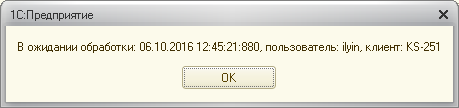 1С:Предприятие
В ожидании обработки: 06.10.2016 12:45:21:880, пользователь: ilyin, клиент: KS-251
OK